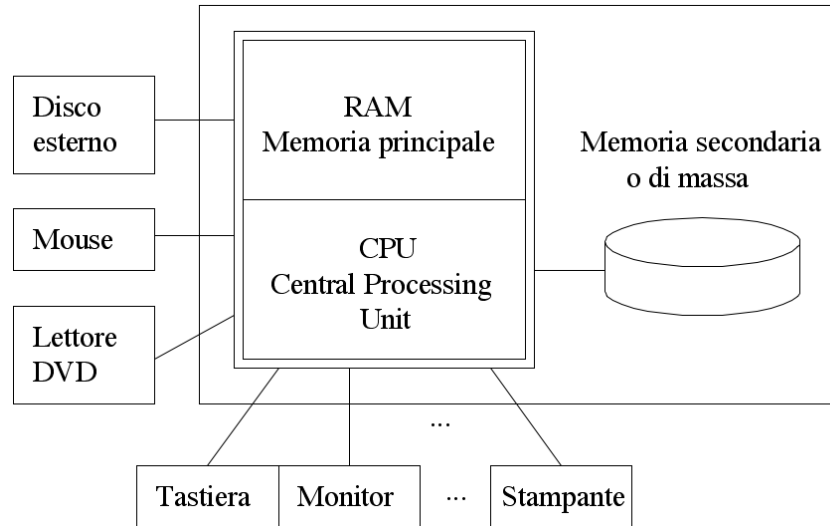 Disco
esterno
Mouse
Lettore
DVD
RAM
Memoria principale
CPU
Central Processing
Unit
Memoria secondaria
o di massa
...
Tastiera
Monitor
...
Stampante